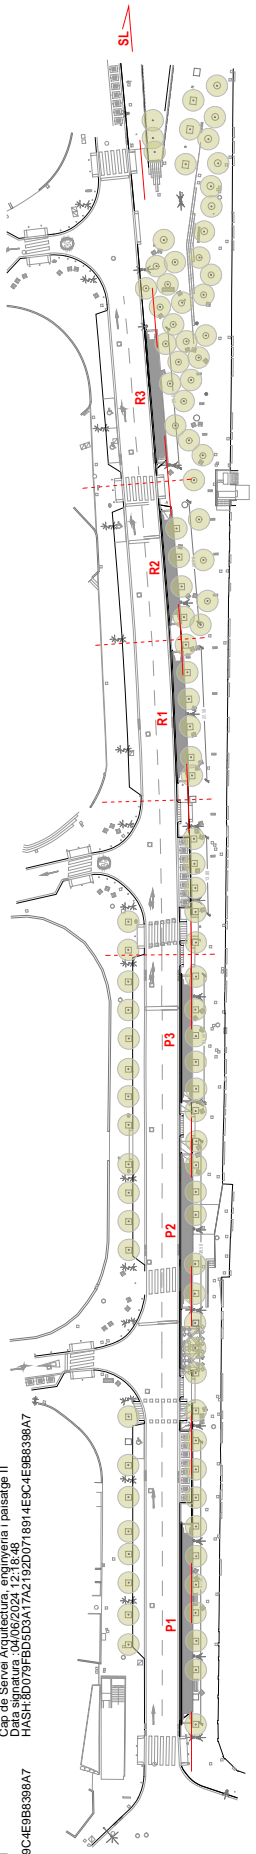 SL
R3
R2
R1
P3
P2
P1
Cap de Servei Arquitectura, enginyeria i paisatge II
Data signatura : 04/06/2024 12:18:48
HASH:8D079FBD5D3A17A2192D0718914E9C4E9B8398A7
9C4E9B8398A7